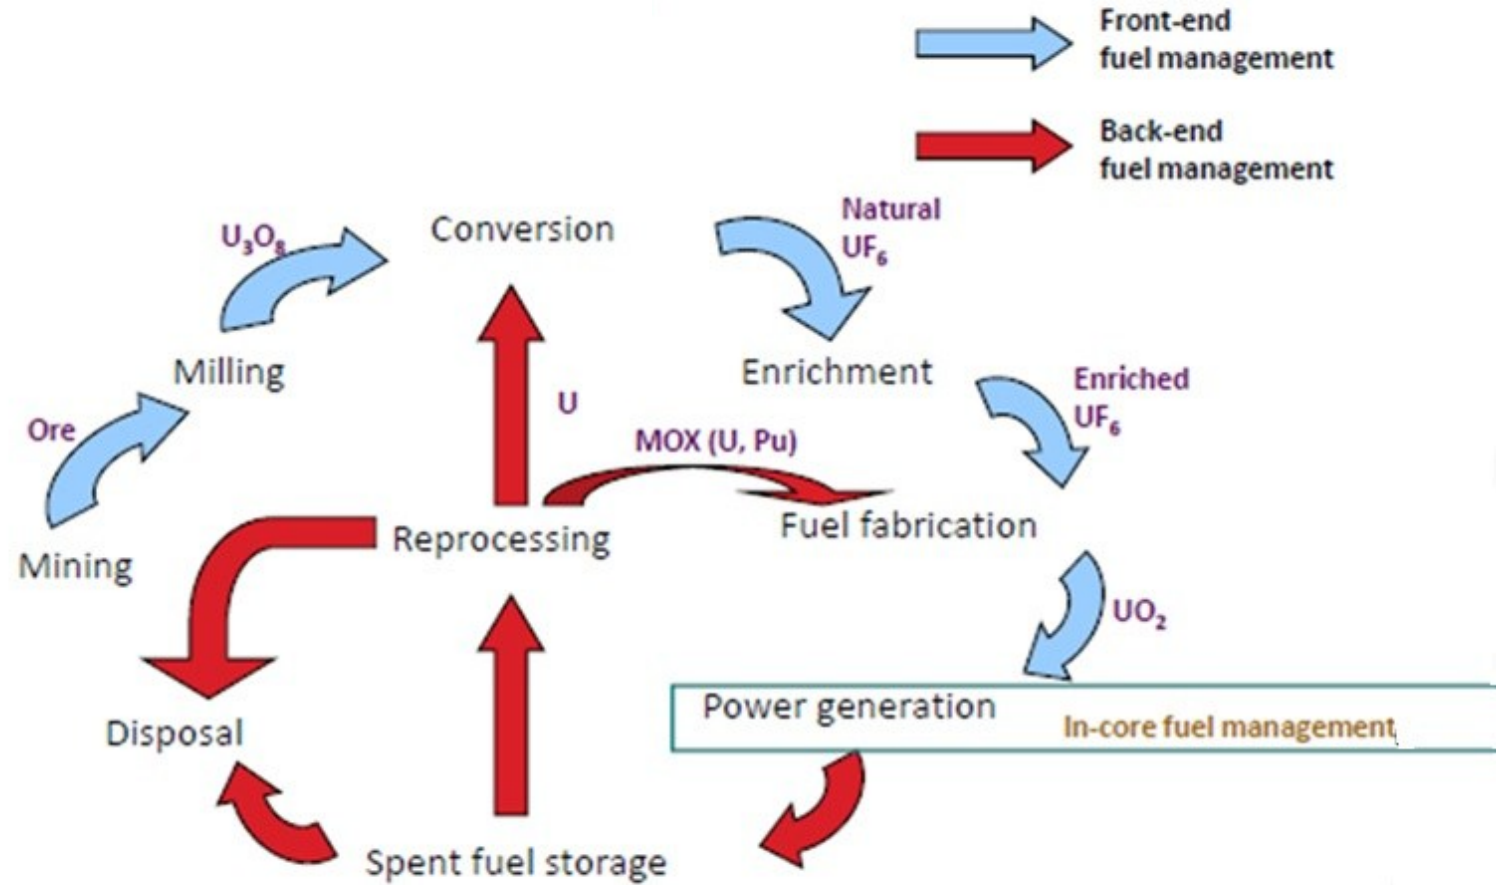 Front-end
fuel management
Back-end
fuel management
Natural
UF₆
U₃O₈
Conversion
Milling
Enrichment
Enriched
UF₆
Ore
U
MOX (U, Pu)
Mining
Reprocessing
Fuel fabrication
UO₂
Power generation
In-core fuel management
Disposal
Spent fuel storage